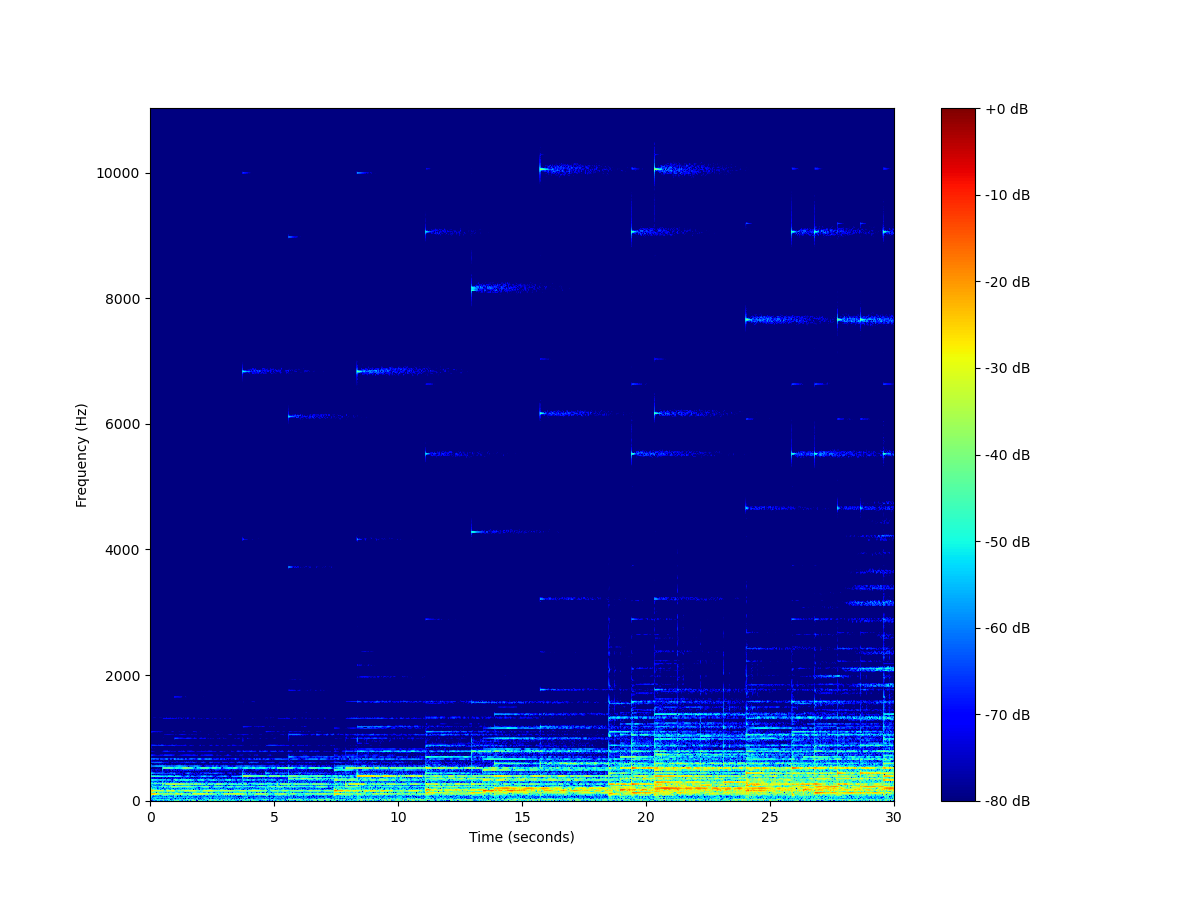 10000
8000
6000
4000
2000
0
Frequency (Hz)
0 5 10 15 20 25 30
Time (seconds)
+0 dB
-10 dB
-20 dB
-30 dB
-40 dB
-50 dB
-60 dB
-70 dB
-80 dB